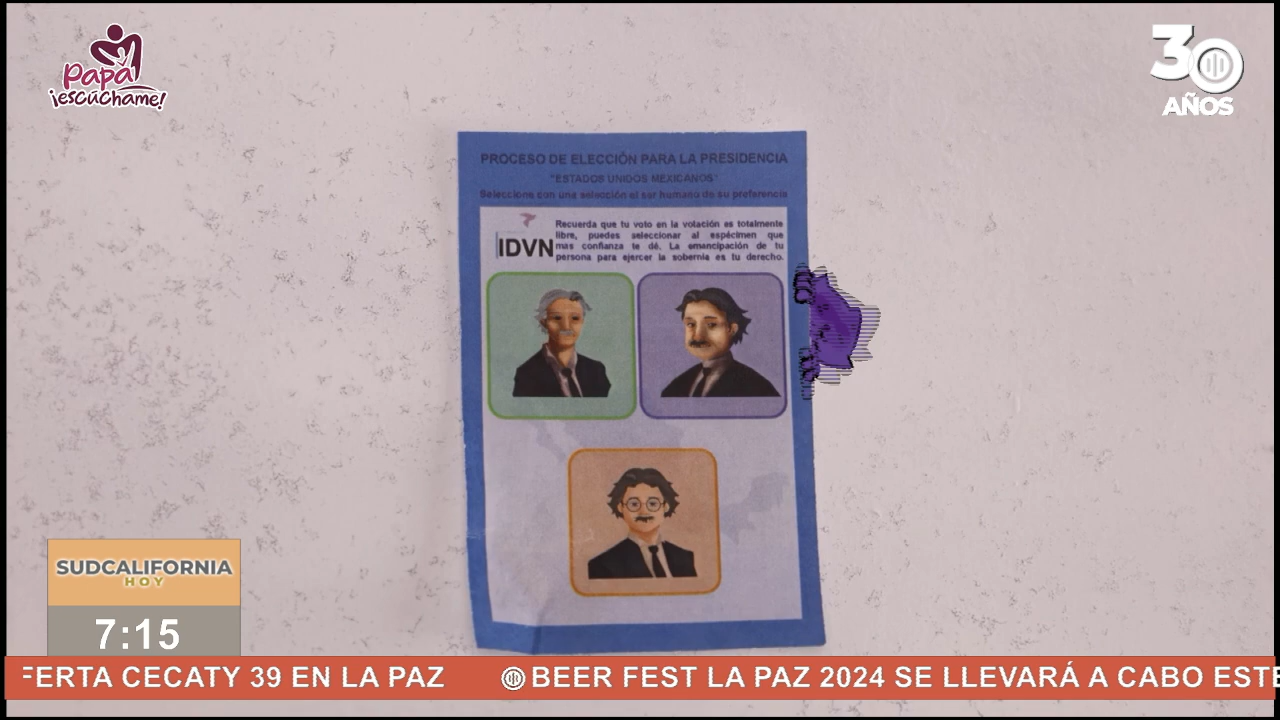 Papá
¡escúchame!
30
AÑOS
PROCESO DE ELECCIÓN PARA LA PRESIDENCIA
"ESTADOS UNIDOS MEXICANOS"
Seleccione con una selección el ser humano de su preferencia
IDVN
Recuerda que tu voto en la votación es totalmente
libre, puedes seleccionar al espécimen que
mas confianza te dé. La emancipación de tu
persona para ejercer la sobernia es tu derecho.
SUDCALIFORNIA
HOY
7:15
FERTA CECATY 39 EN LA PAZ
BEER FEST LA PAZ 2024 SE LLEVARÁ A CABO ESTE